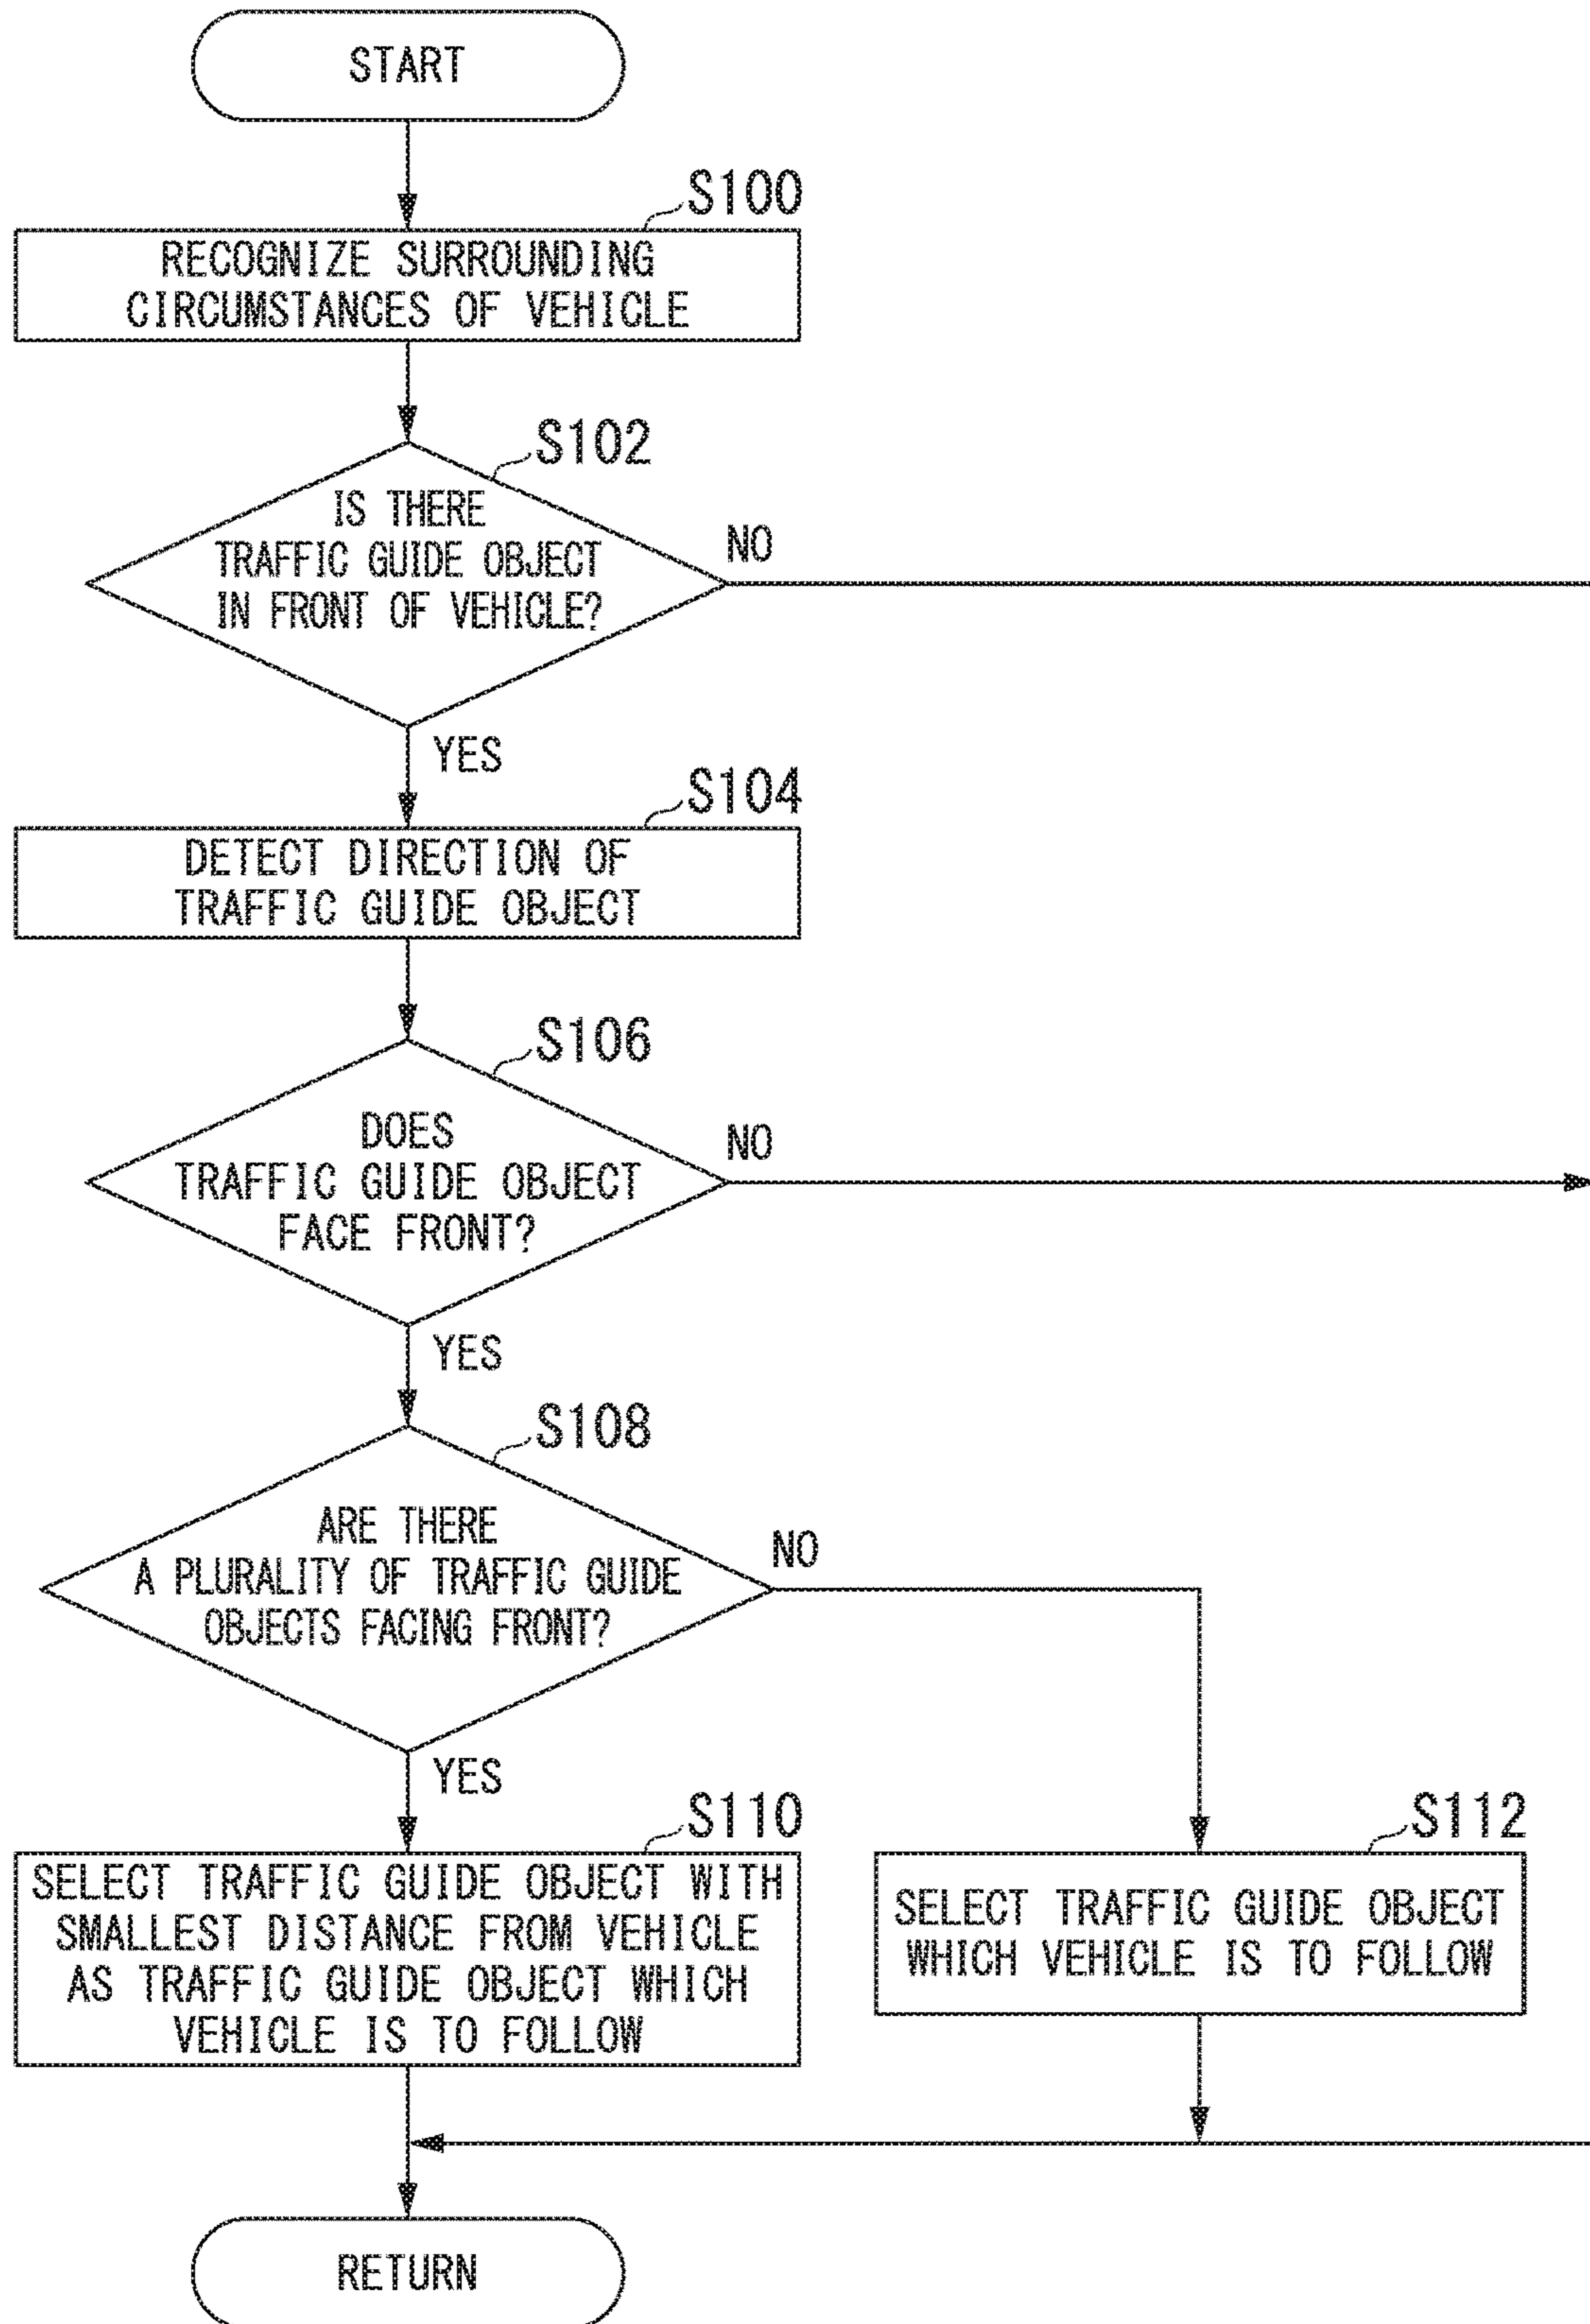 START
S100
RECOGNIZE SURROUNDING
CIRCUMSTANCES OF VEHICLE
S102
IS THERE
TRAFFIC GUIDE OBJECT
IN FRONT OF VEHICLE?
NO
YES
S104
DETECT DIRECTION OF
TRAFFIC GUIDE OBJECT
S106
DOES
TRAFFIC GUIDE OBJECT
FACE FRONT?
NO
YES
S108
ARE THERE
A PLURALITY OF TRAFFIC GUIDE
OBJECTS FACING FRONT?
NO
YES
S110
SELECT TRAFFIC GUIDE OBJECT WITH
SMALLEST DISTANCE FROM VEHICLE
AS TRAFFIC GUIDE OBJECT WHICH
VEHICLE IS TO FOLLOW
S112
SELECT TRAFFIC GUIDE OBJECT
WHICH VEHICLE IS TO FOLLOW
RETURN